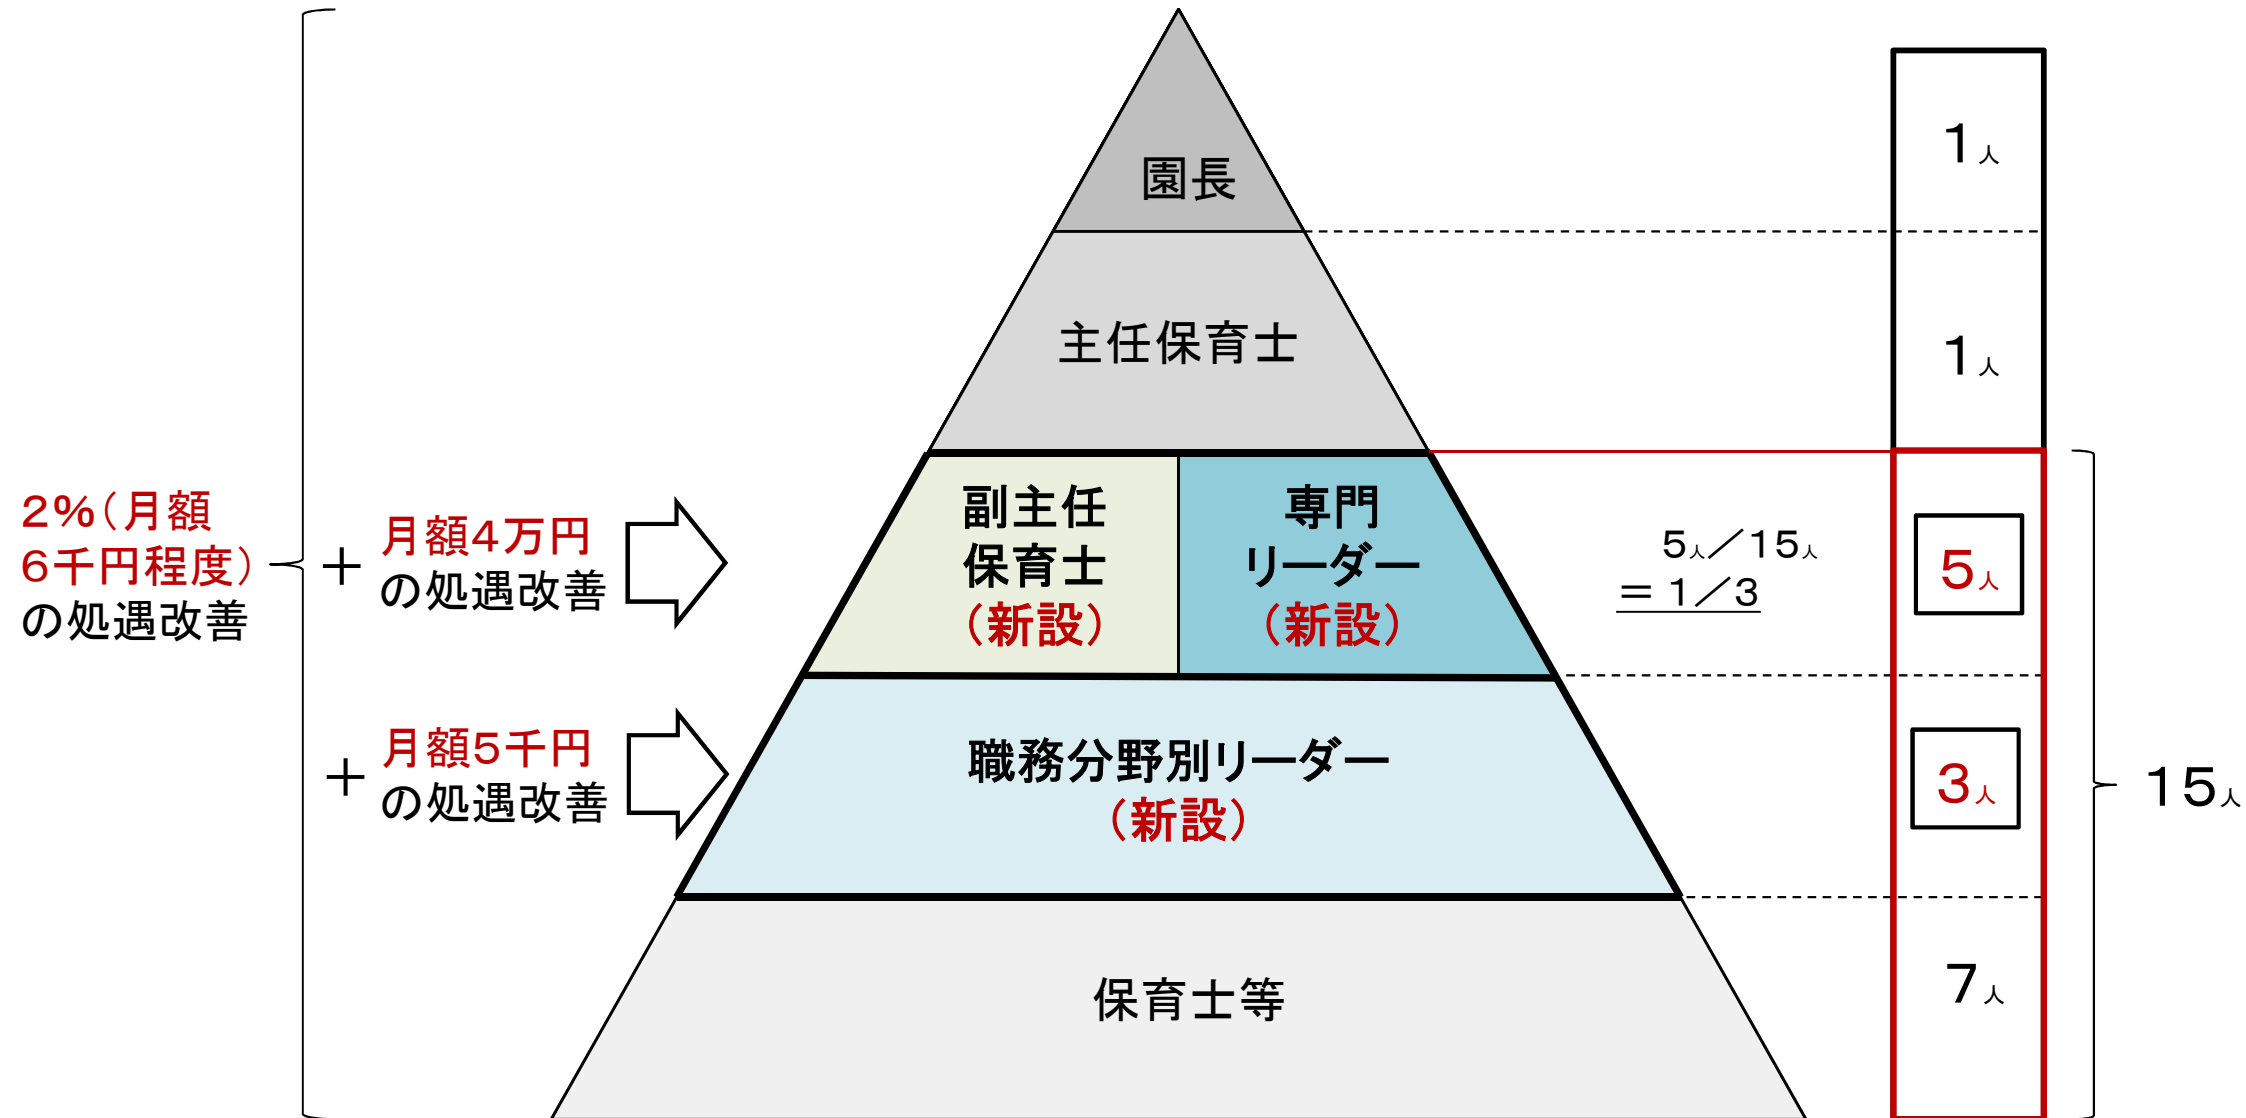 園長
1人
主任保育士
1人
2%(月額
6千円程度)
の処遇改善
+
月額4万円
の処遇改善
副主任
保育士
(新設)
専門
リーダー
(新設)
5人/15人
=1/3
5人
+
月額5千円
の処遇改善
職務分野別リーダー
(新設)
3人
15人
保育士等
7人